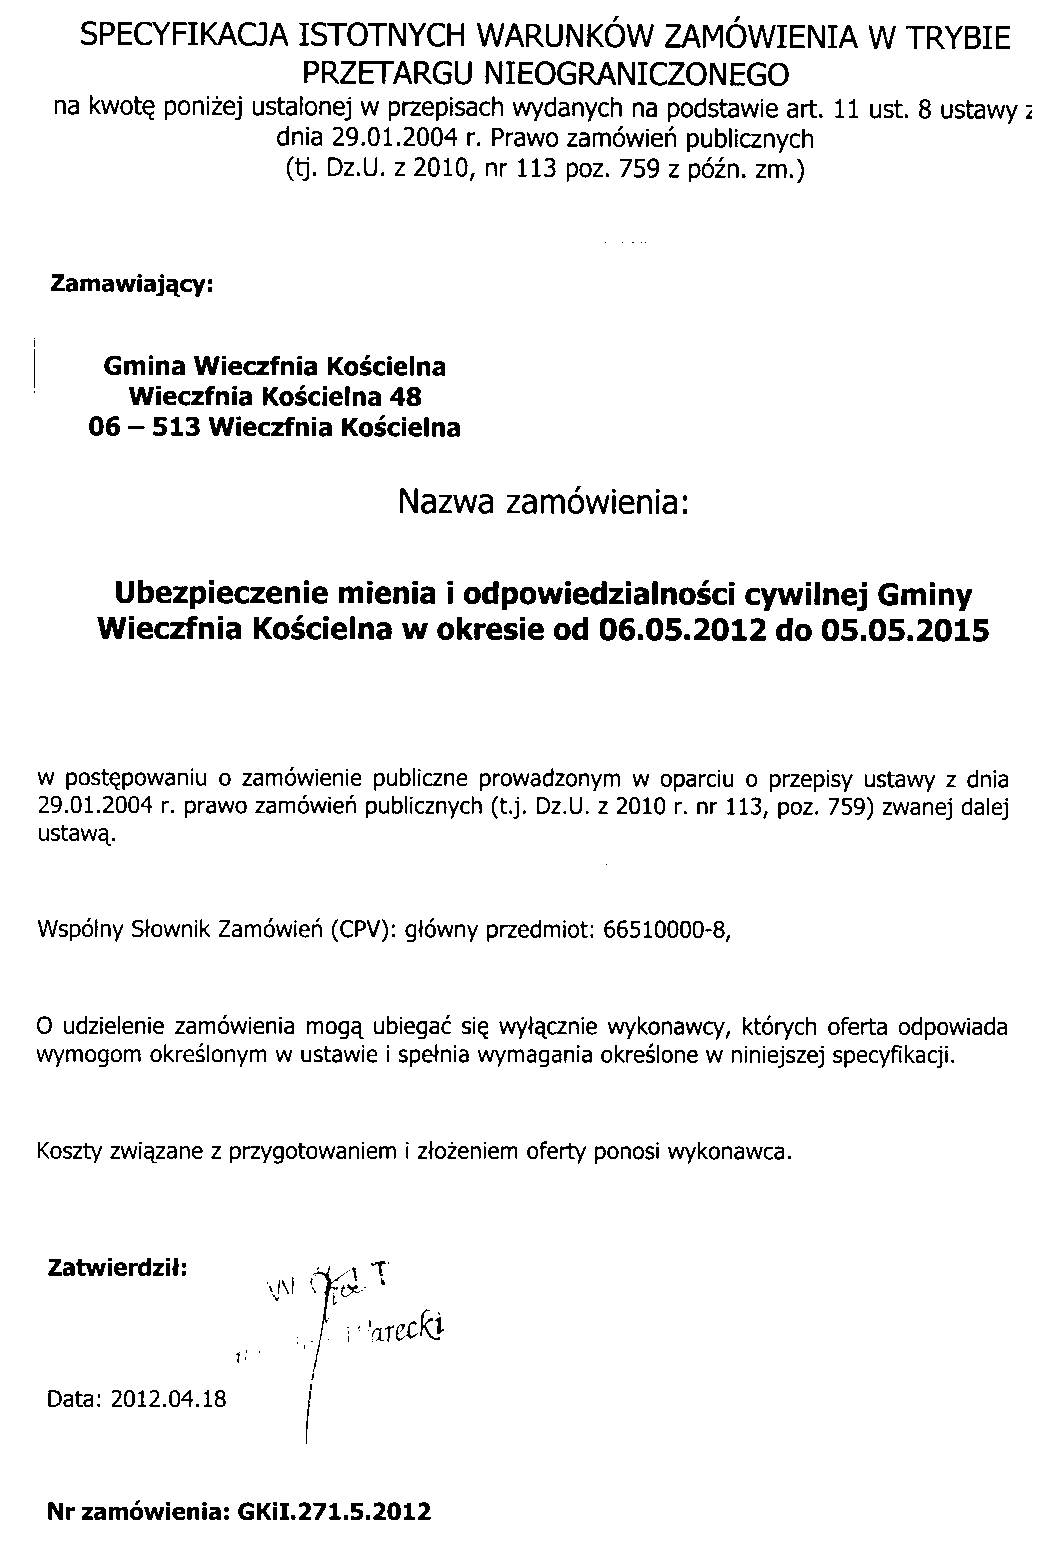 SPECYFIKACJA ISTOTNYCH WARUNKÓW ZAMÓWIENIA W TRYBIE
PRZETARGU NIEOGRANICZONEGO
na kwotę poniżej ustalonej w przepisach wydanych na podstawie art. 11 ust. 8 ustawy z
dnia 29.01.2004 r. Prawo zamówień publicznych
(tj. Dz.U. z 2010, nr 113 poz. 759 z późn. zm.)
Zamawiający:
Gmina Wieczfnia Kościelna
Wieczfnia Kościelna 48
06 – 513 Wieczfnia Kościelna
Nazwa zamówienia:
Ubezpieczenie mienia i odpowiedzialności cywilnej Gminy
Wieczfnia Kościelna w okresie od 06.05.2012 do 05.05.2015
w postępowaniu o zamówienie publiczne prowadzonym w oparciu o przepisy ustawy z dnia
29.01.2004 r. prawo zamówień publicznych (t.j. Dz.U. z 2010 r. nr 113, poz. 759) zwanej dalej
ustawą.
Wspólny Słownik Zamówień (CPV): główny przedmiot: 66510000-8,
O udzielenie zamówienia mogą ubiegać się wyłącznie wykonawcy, których oferta odpowiada
wymogom określonym w ustawie i spełnia wymagania określone w niniejszej specyfikacji.
Koszty związane z przygotowaniem i złożeniem oferty ponosi wykonawca.
Zatwierdził:
Data: 2012.04.18
Nr zamówienia: GKiI.271.5.2012